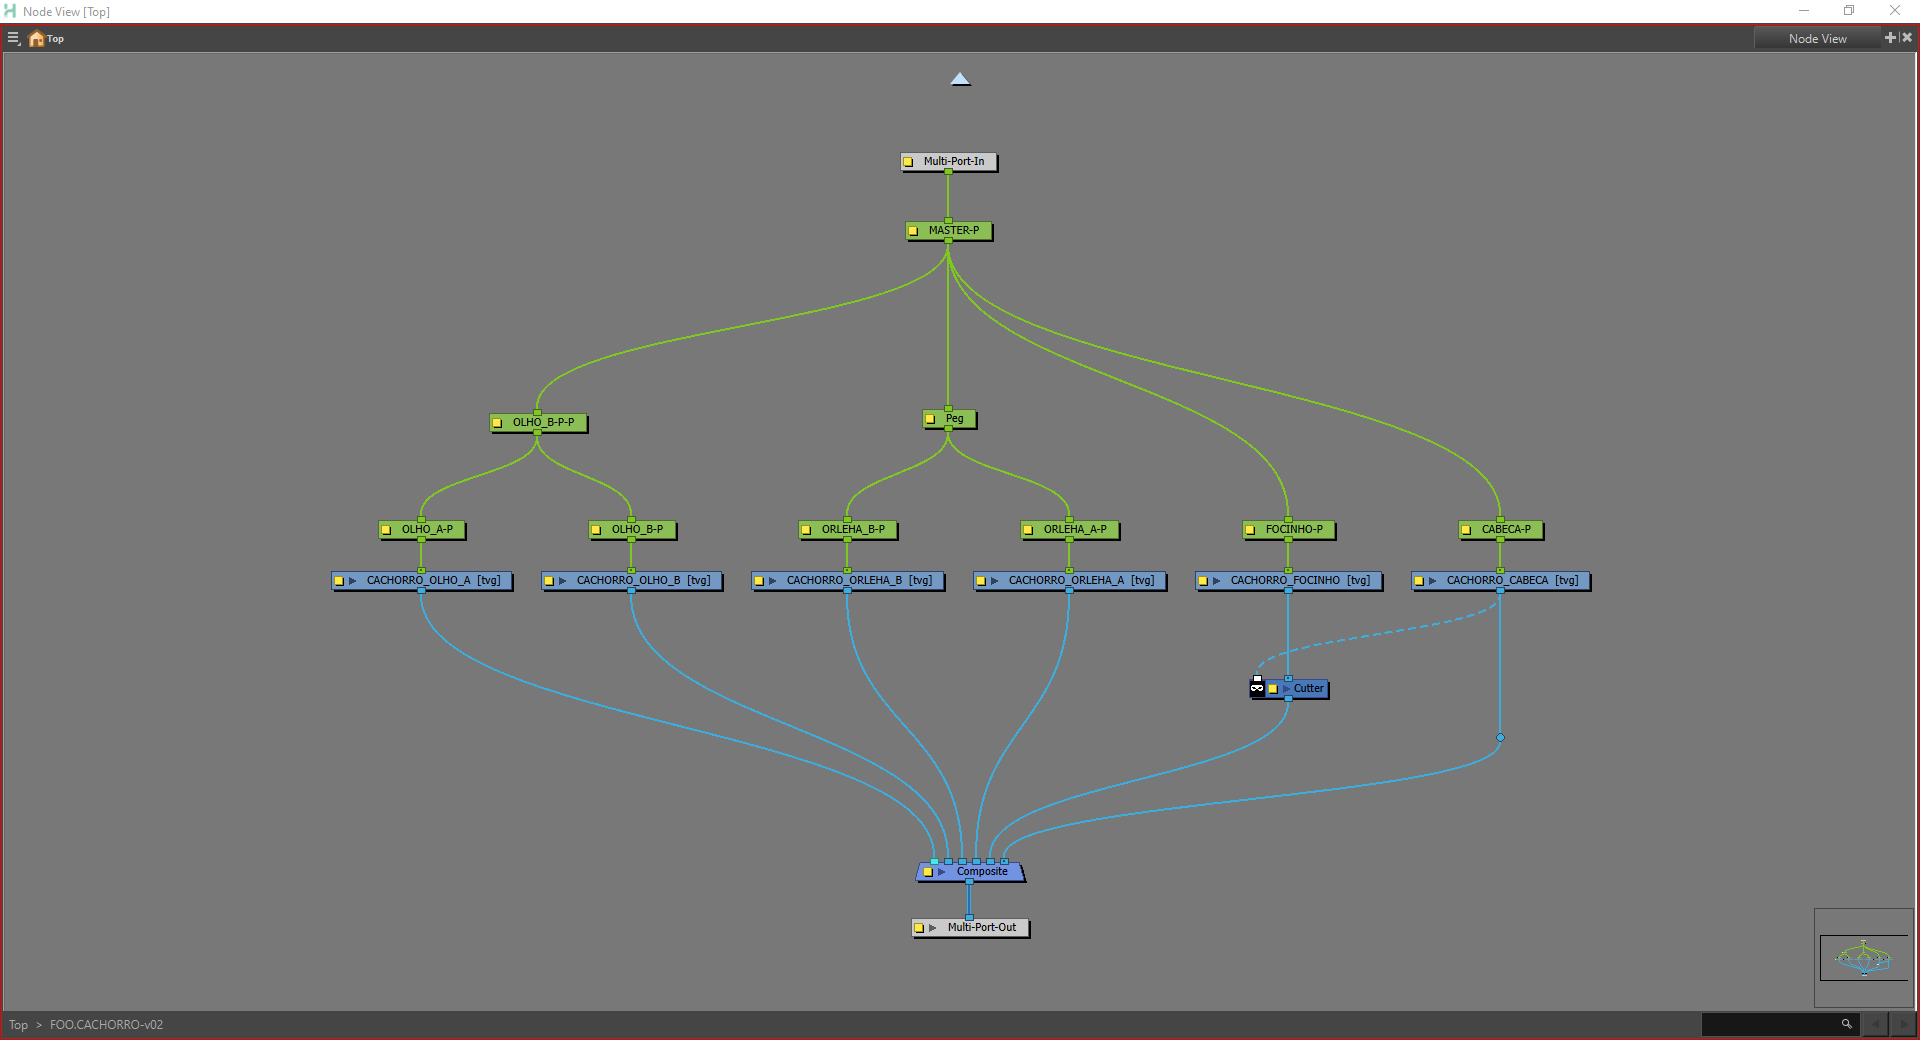 Node View [Top]
Top
Node View
Multi-Port-In
MASTER-P
OLHO_B-P-P
Peg
OLHO_A-P
OLHO_B-P
ORLEHA_B-P
ORLEHA_A-P
FOCINHO-P
CABECA-P
CACHORRO_OLHO_A [tvg]
CACHORRO_OLHO_B [tvg]
CACHORRO_ORLEHA_B [tvg]
CACHORRO_ORLEHA_A [tvg]
CACHORRO_FOCINHO [tvg]
CACHORRO_CABECA [tvg]
Cutter
Composite
Multi-Port-Out
Top > FOO.CACHORRO-v02